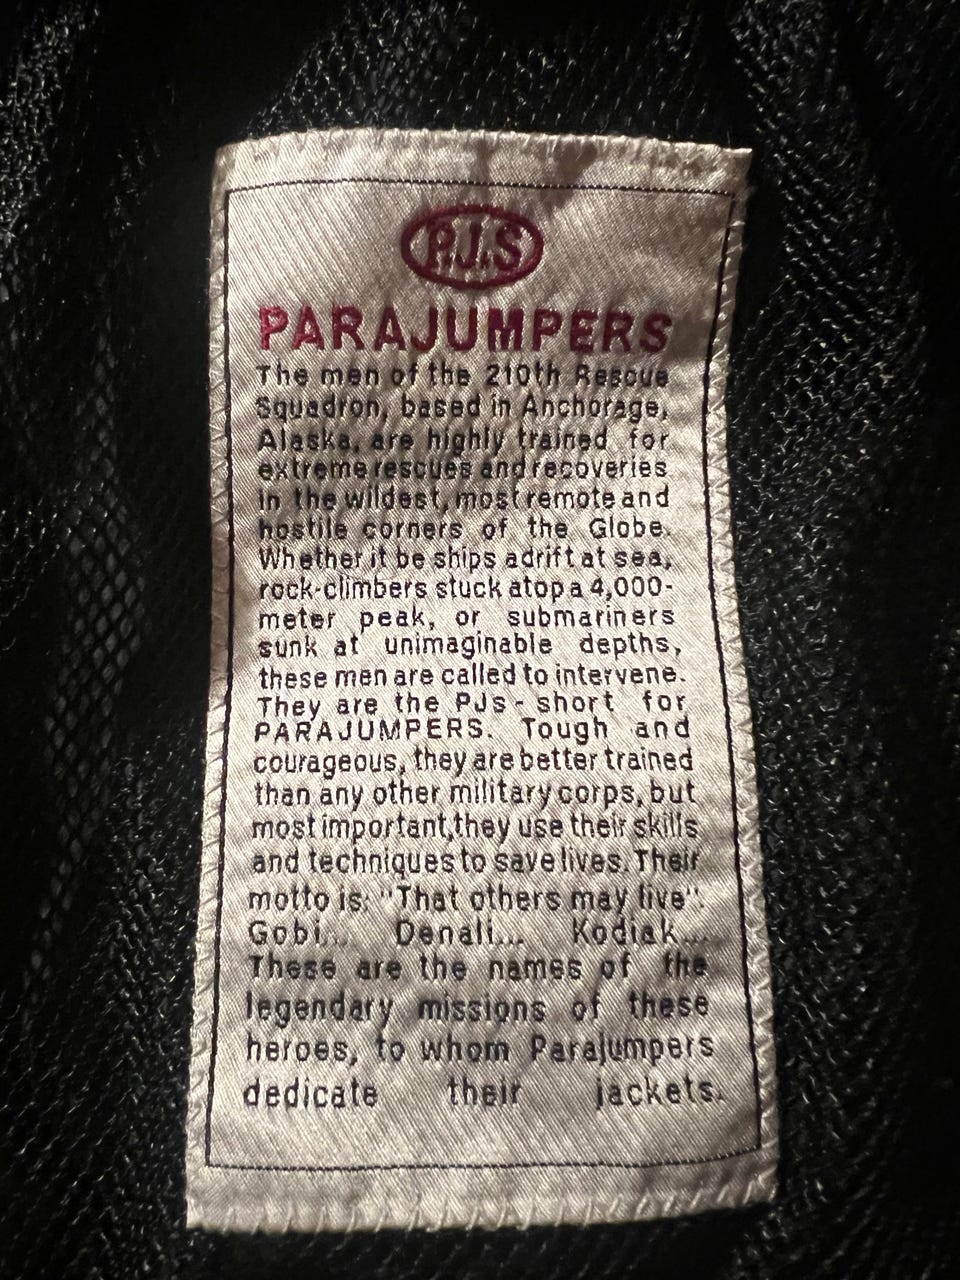 P.J.S
PARAJUMPERS
The men of the 210th Rescue
Squadron, based in Anchorage,
Alaska, are highly trained for
extreme rescues and recoveries
in the wildest, most remote and
hostile corners of the Globe.
Whether it be ships adrift at sea,
rock-climbers stuck atop a 4,000-
meter peak, or submariners
sunk at unimaginable depths,
these men are called to intervene.
They are the PJs - short for
PARAJUMPERS. Tough and
courageous, they are better trained
than any other military corps, but
most important,they use their skills
and techniques to save lives. Their
motto is: "That others may live".
Gobi... Denali... Kodiak...
These are the names of the
legendary missions of these
heroes, to whom Parajumpers
dedicate their jackets.